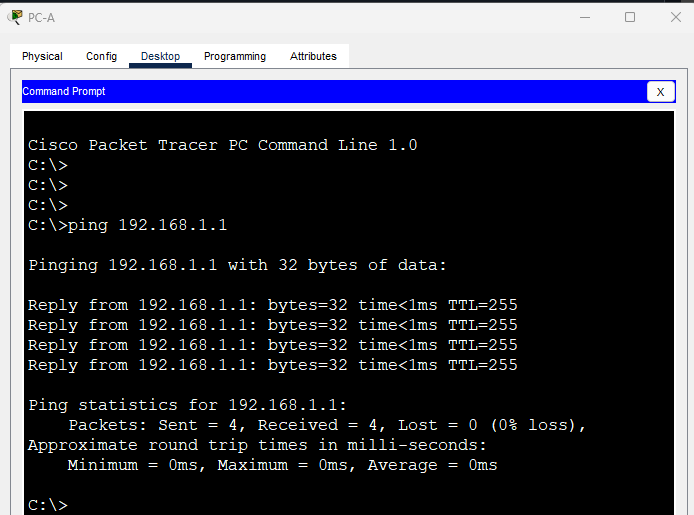 PC-A
Physical Config Desktop Programming Attributes
Command Prompt
X
Cisco Packet Tracer PC Command Line 1.0
C:\>
C:\>
C:\>
C:\>ping 192.168.1.1
Pinging 192.168.1.1 with 32 bytes of data:
Reply from 192.168.1.1: bytes=32 time<1ms TTL=255
Reply from 192.168.1.1: bytes=32 time<1ms TTL=255
Reply from 192.168.1.1: bytes=32 time<1ms TTL=255
Reply from 192.168.1.1: bytes=32 time<1ms TTL=255
Ping statistics for 192.168.1.1:
    Packets: Sent = 4, Received = 4, Lost = 0 (0% loss),
Approximate round trip times in milli-seconds:
    Minimum = 0ms, Maximum = 0ms, Average = 0ms
C:\>